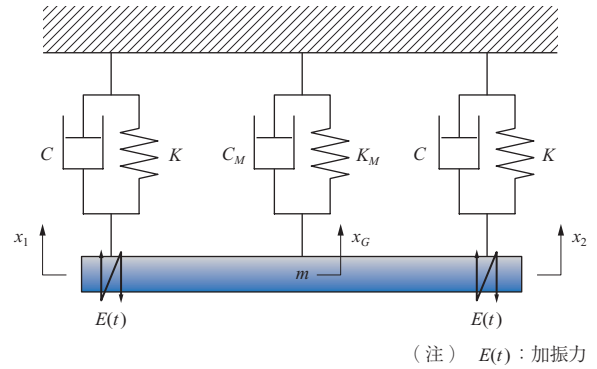 C K C_M K_M C K
x_1 x_G x_2
m
E(t) E(t)
（注） E(t)：加振力